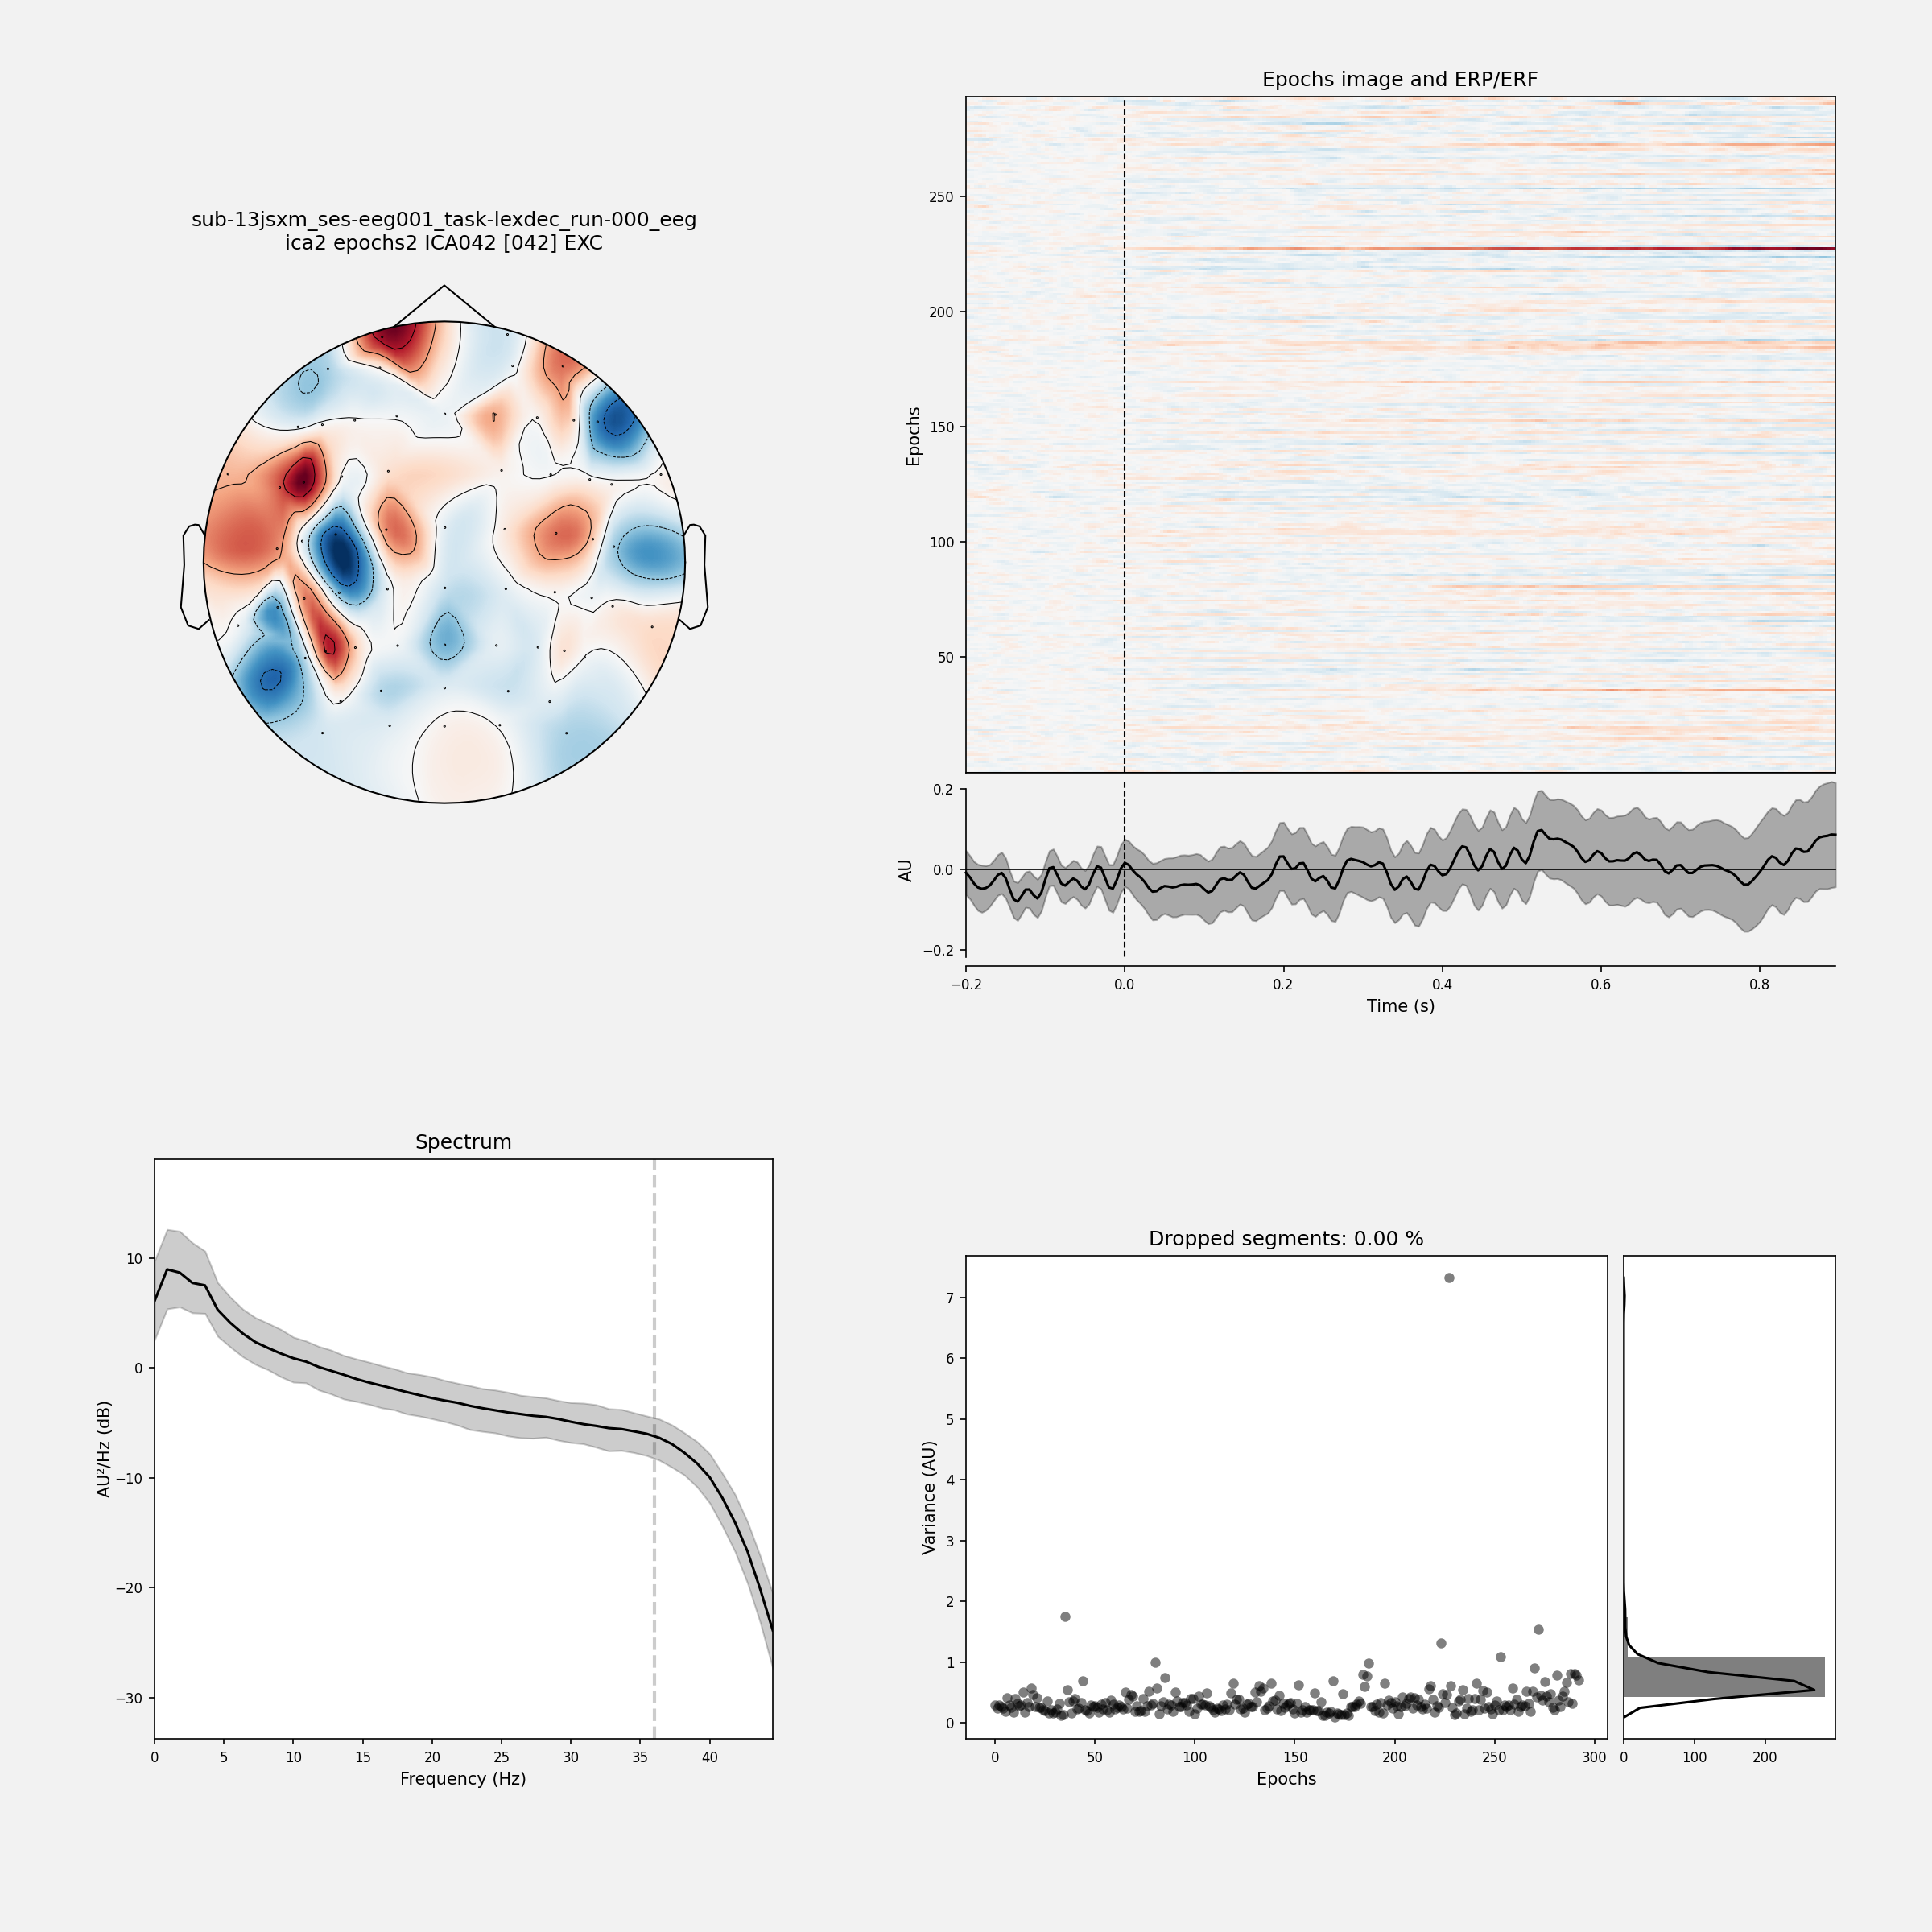 sub-13jsxm_ses-eeg001_task-lexdec_run-000_eeg
ica2 epochs2 ICA042 [042] EXC
Epochs image and ERP/ERF
Epochs
250
200
150
100
50
AU
0.2
0.0
−0.2
−0.2 0.0 0.2 0.4 0.6 0.8
Time (s)
Spectrum
AU²/Hz (dB)
10
0
−10
−20
−30
0 5 10 15 20 25 30 35 40
Frequency (Hz)
Dropped segments: 0.00 %
Variance (AU)
7
6
5
4
3
2
1
0
0 50 100 150 200 250 300
Epochs
0 100 200